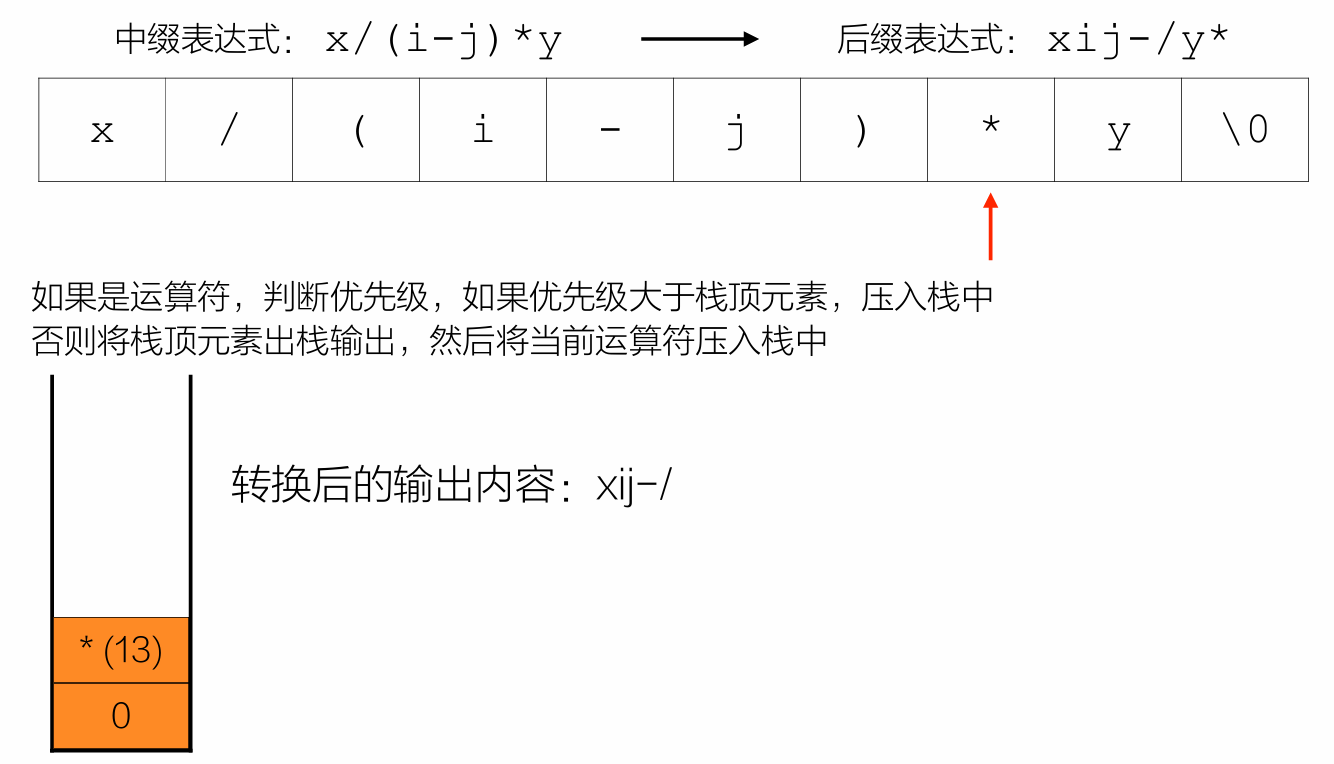 中缀表达式： x/(i-j)*y 后缀表达式： xij-/y*
x / ( i - j ) * y \0
如果是运算符，判断优先级，如果优先级大于栈顶元素，压入栈中
否则将栈顶元素出栈输出，然后将当前运算符压入栈中
转换后的输出内容：xij-/
* (13)
0